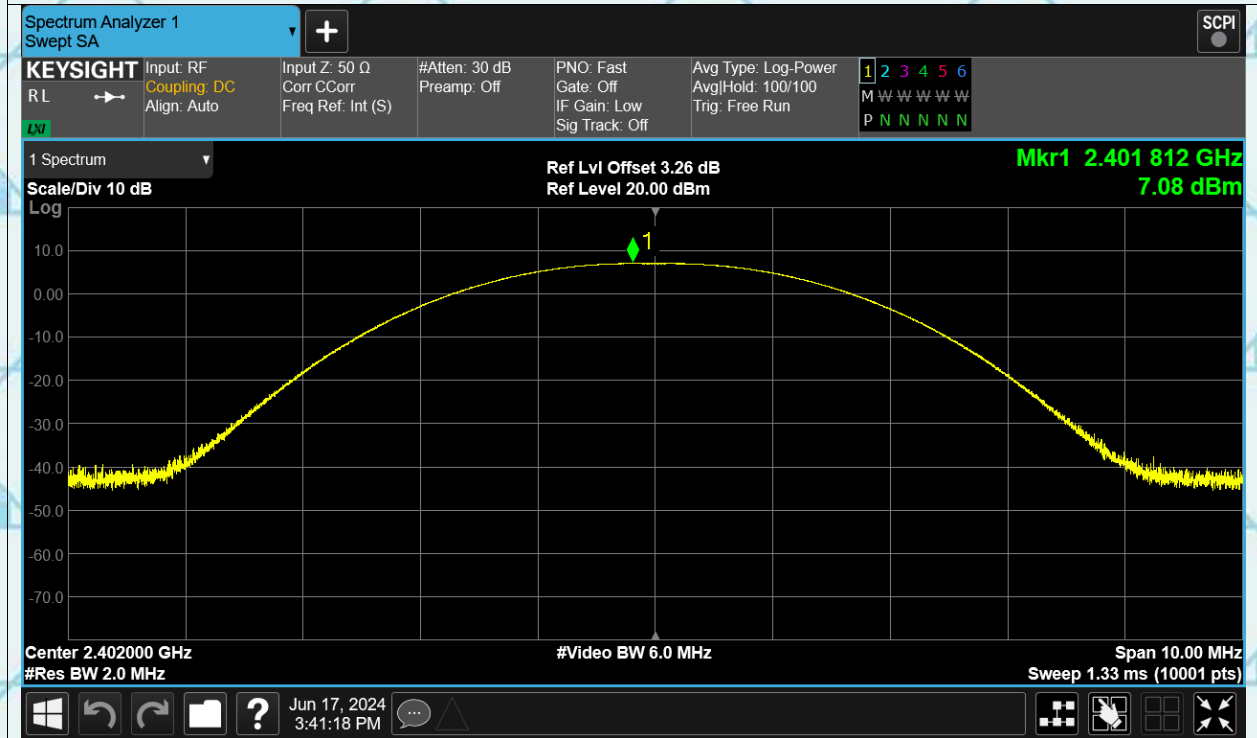 Spectrum Analyzer 1
Swept SA
+
SCPI
KEYSIGHT
RL
LXI
Input: RF
Coupling: DC
Align: Auto
Input Z: 50 Ω
Corr CCorr
Freq Ref: Int (S)
#Atten: 30 dB
Preamp: Off
PNO: Fast
Gate: Off
IF Gain: Low
Sig Track: Off
Avg Type: Log-Power
Avg|Hold: 100/100
Trig: Free Run
1 2 3 4 5 6
M W W W W W
P N N N N N N
1 Spectrum
Scale/Div 10 dB
Log
Ref Lvl Offset 3.26 dB
Ref Level 20.00 dBm
Mkr1 2.401 812 GHz
7.08 dBm
1
10.0
0.00
-10.0
-20.0
-30.0
-40.0
-50.0
-60.0
-70.0
Center 2.402000 GHz
#Res BW 2.0 MHz
#Video BW 6.0 MHz
Span 10.00 MHz
Sweep 1.33 ms (10001 pts)
?
Jun 17, 2024
3:41:18 PM